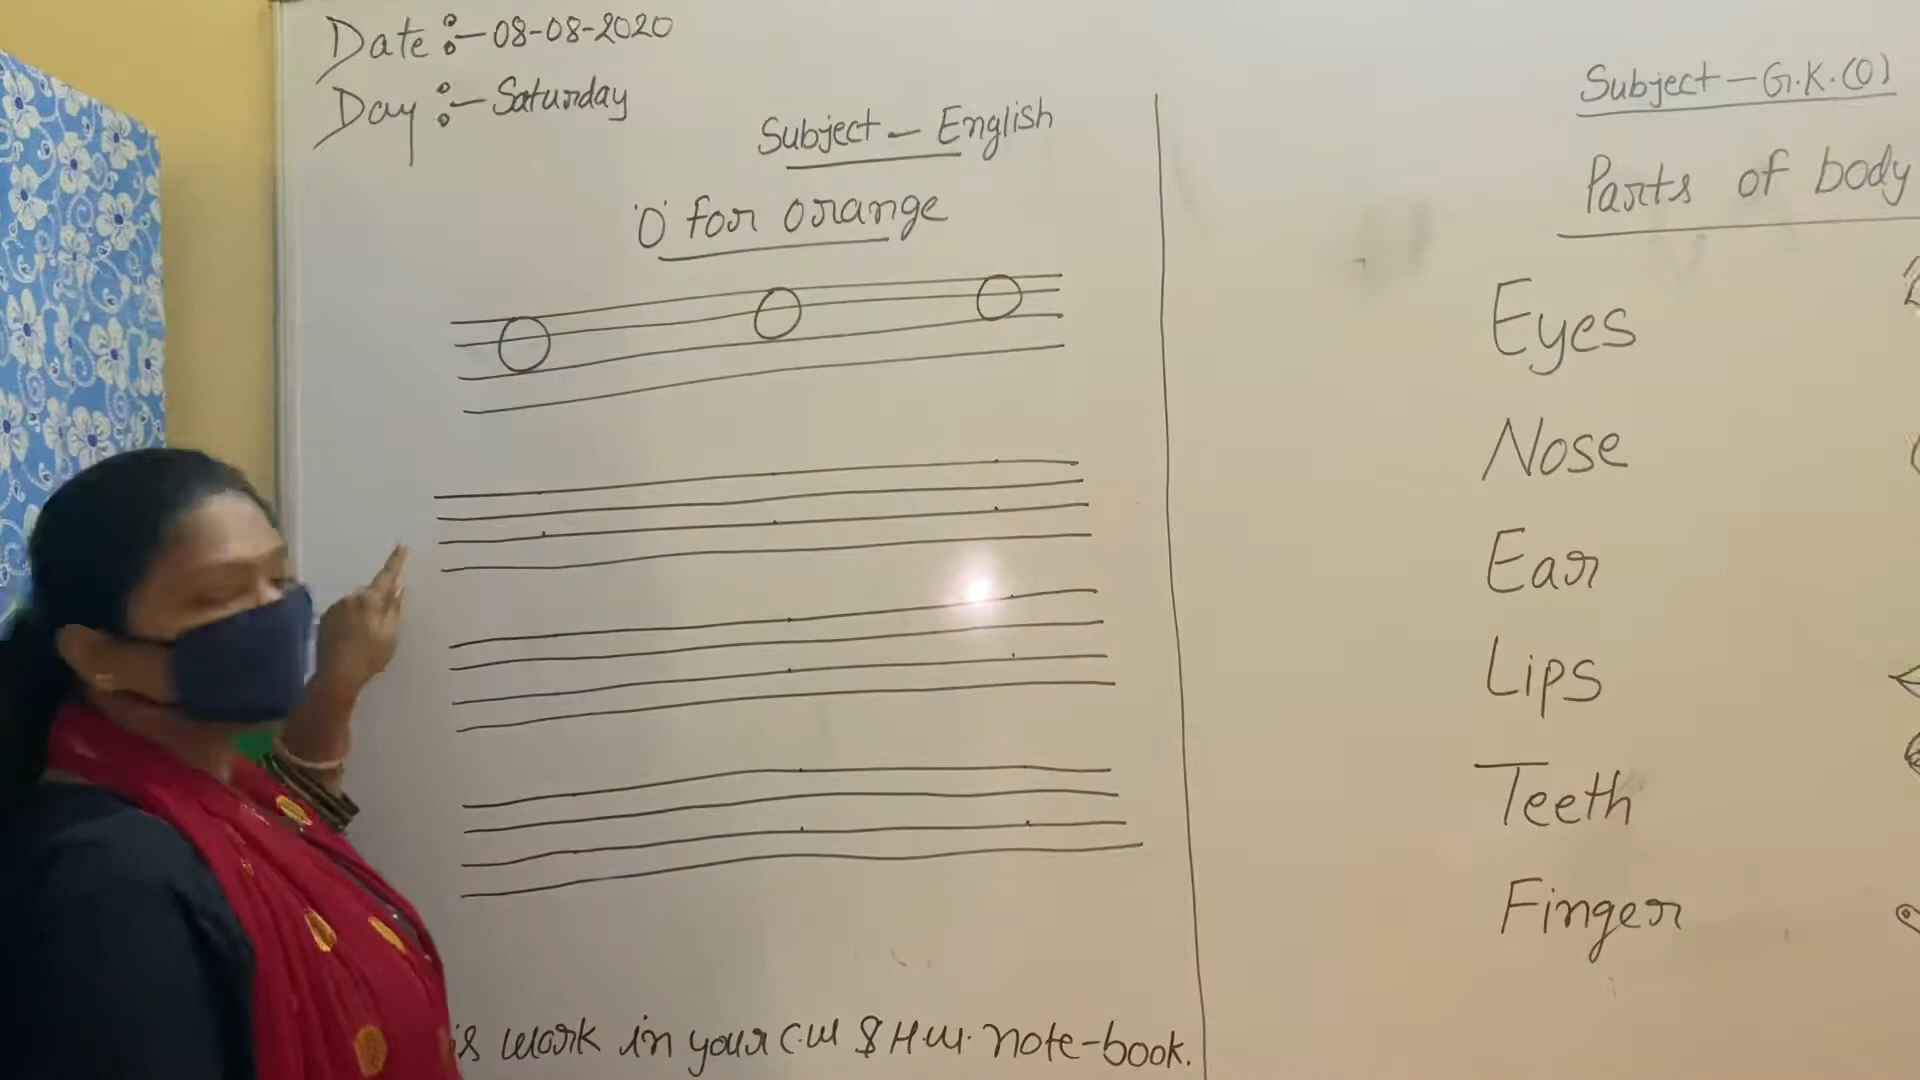 Date :- 08-08-2020
Day :- Saturday
Subject - English
'O' for orange
is work in your C.W & H.W. note-book.
Subject - G.K.(O)
Parts of body
Eyes
Nose
Ear
Lips
Teeth
Finger